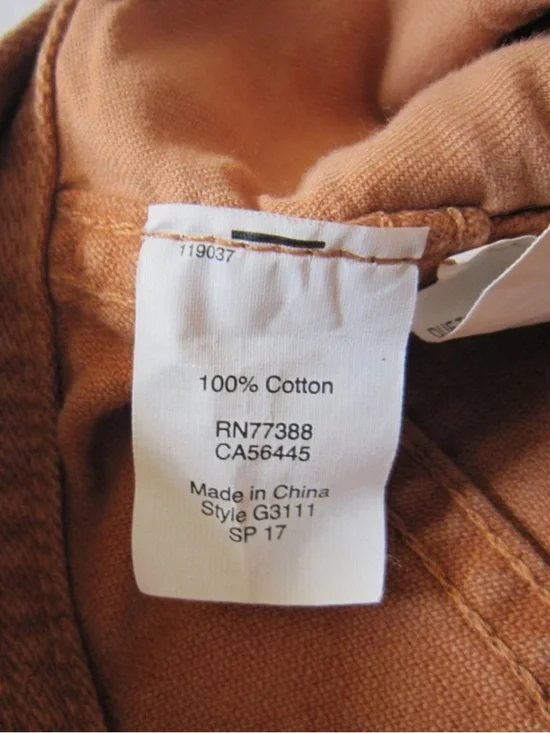 119037
100% Cotton
RN77388
CA56445
Made in China
Style G3111
SP 17